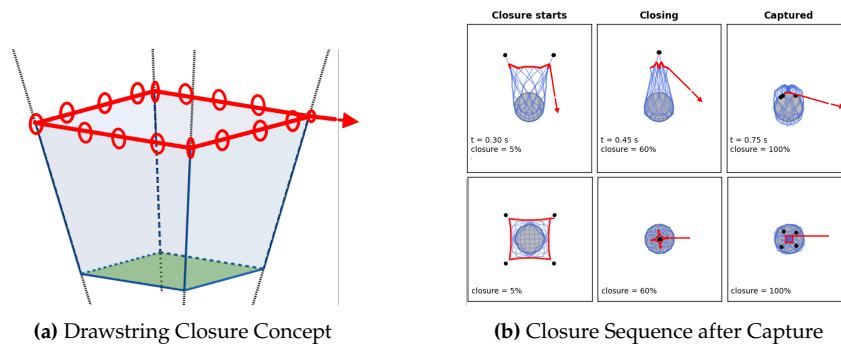 Closure starts
Closing
Captured
t = 0.30 s
closure = 5%
t = 0.45 s
closure = 60%
t = 0.75 s
closure = 100%
closure = 5%
closure = 60%
closure = 100%
(a) Drawstring Closure Concept
(b) Closure Sequence after Capture